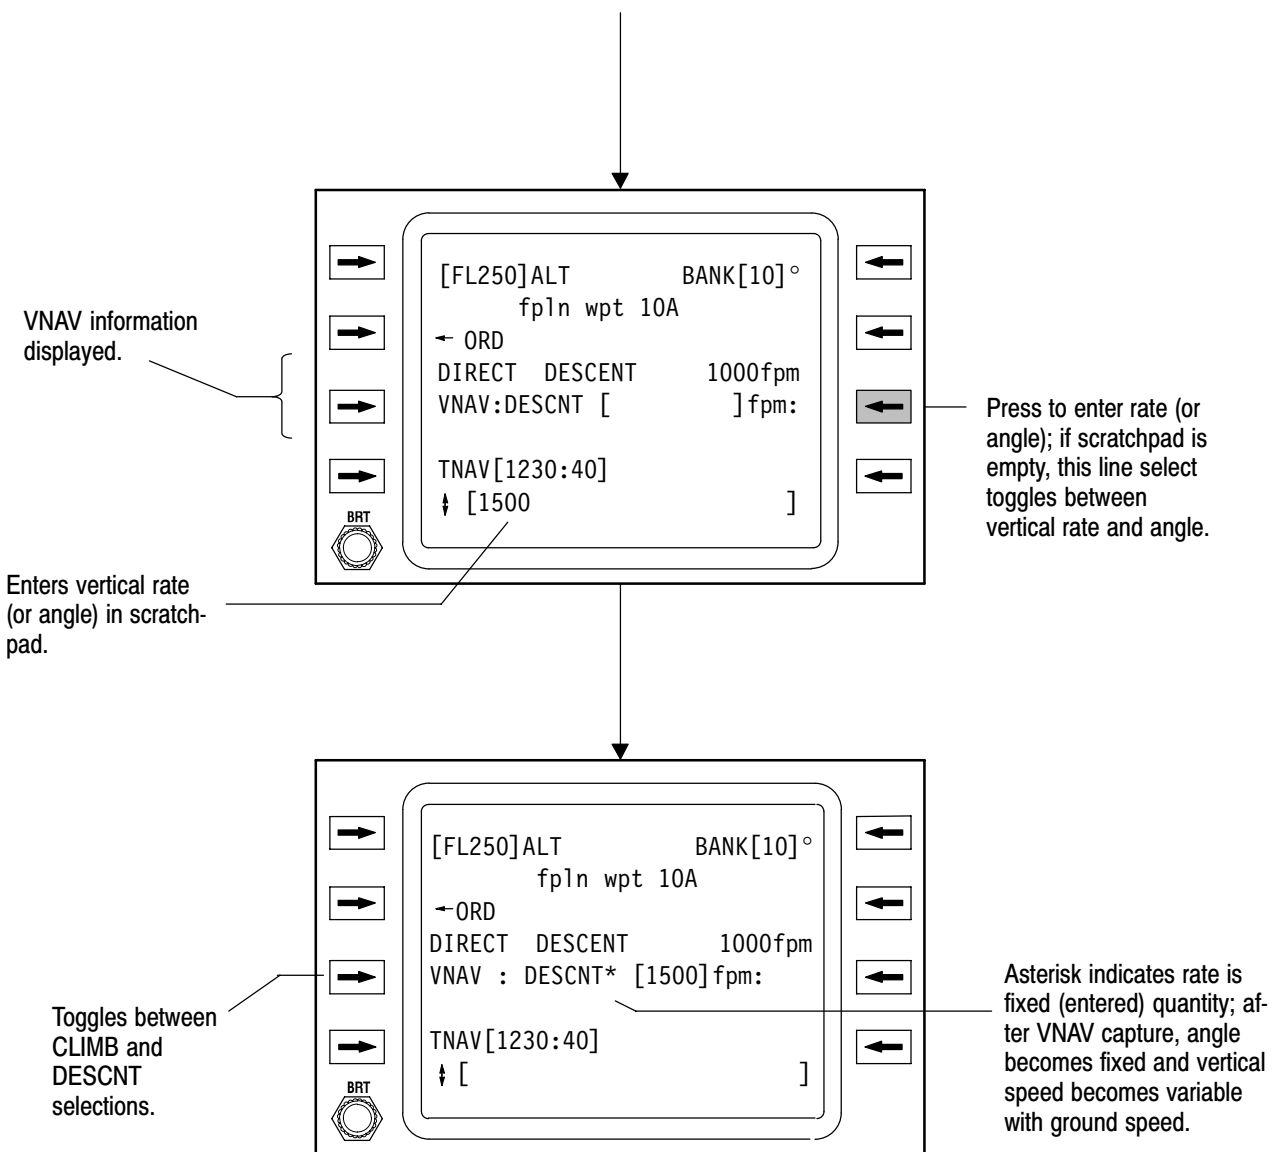 [FL250]ALT BANK[10]°
fpln wpt 10A
← ORD
DIRECT DESCENT 1000fpm
VNAV:DESCNT [ ]fpm:
TNAV[1230:40]
[1500 ]
BRT
VNAV information
displayed.
Enters vertical rate
(or angle) in scratch-
pad.
Press to enter rate (or
angle); if scratchpad is
empty, this line select
toggles between
vertical rate and angle.
[FL250]ALT BANK[10]°
fpln wpt 10A
←ORD
DIRECT DESCENT 1000fpm
VNAV : DESCNT* [1500]fpm:
TNAV[1230:40]
[ ]
BRT
Toggles between
CLIMB and
DESCNT
selections.
Asterisk indicates rate is
fixed (entered) quantity; af-
ter VNAV capture, angle
becomes fixed and vertical
speed becomes variable
with ground speed.